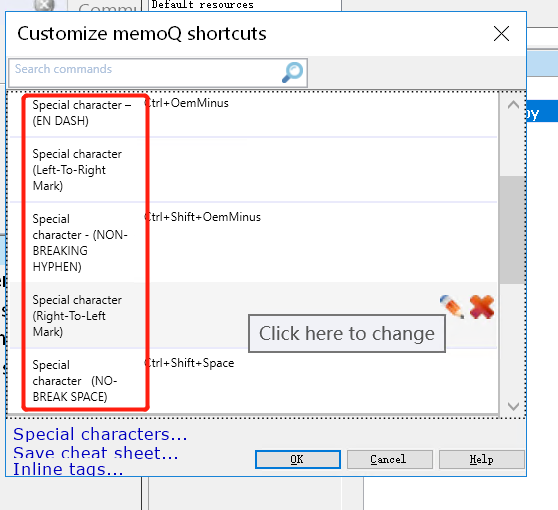 Commu
Default resources
Customize memoQ shortcuts
Search commands
Special character –
(EN DASH)
Ctrl+OemMinus
Special character
(Left-To-Right
Mark)
Special
character - (NON-
BREAKING
HYPHEN)
Ctrl+Shift+OemMinus
Special character
(Right-To-Left
Mark)
Click here to change
Special
character   (NO-
BREAK SPACE)
Ctrl+Shift+Space
Special characters...
Save cheat sheet...
Inline tags...
OK
Cancel
Help